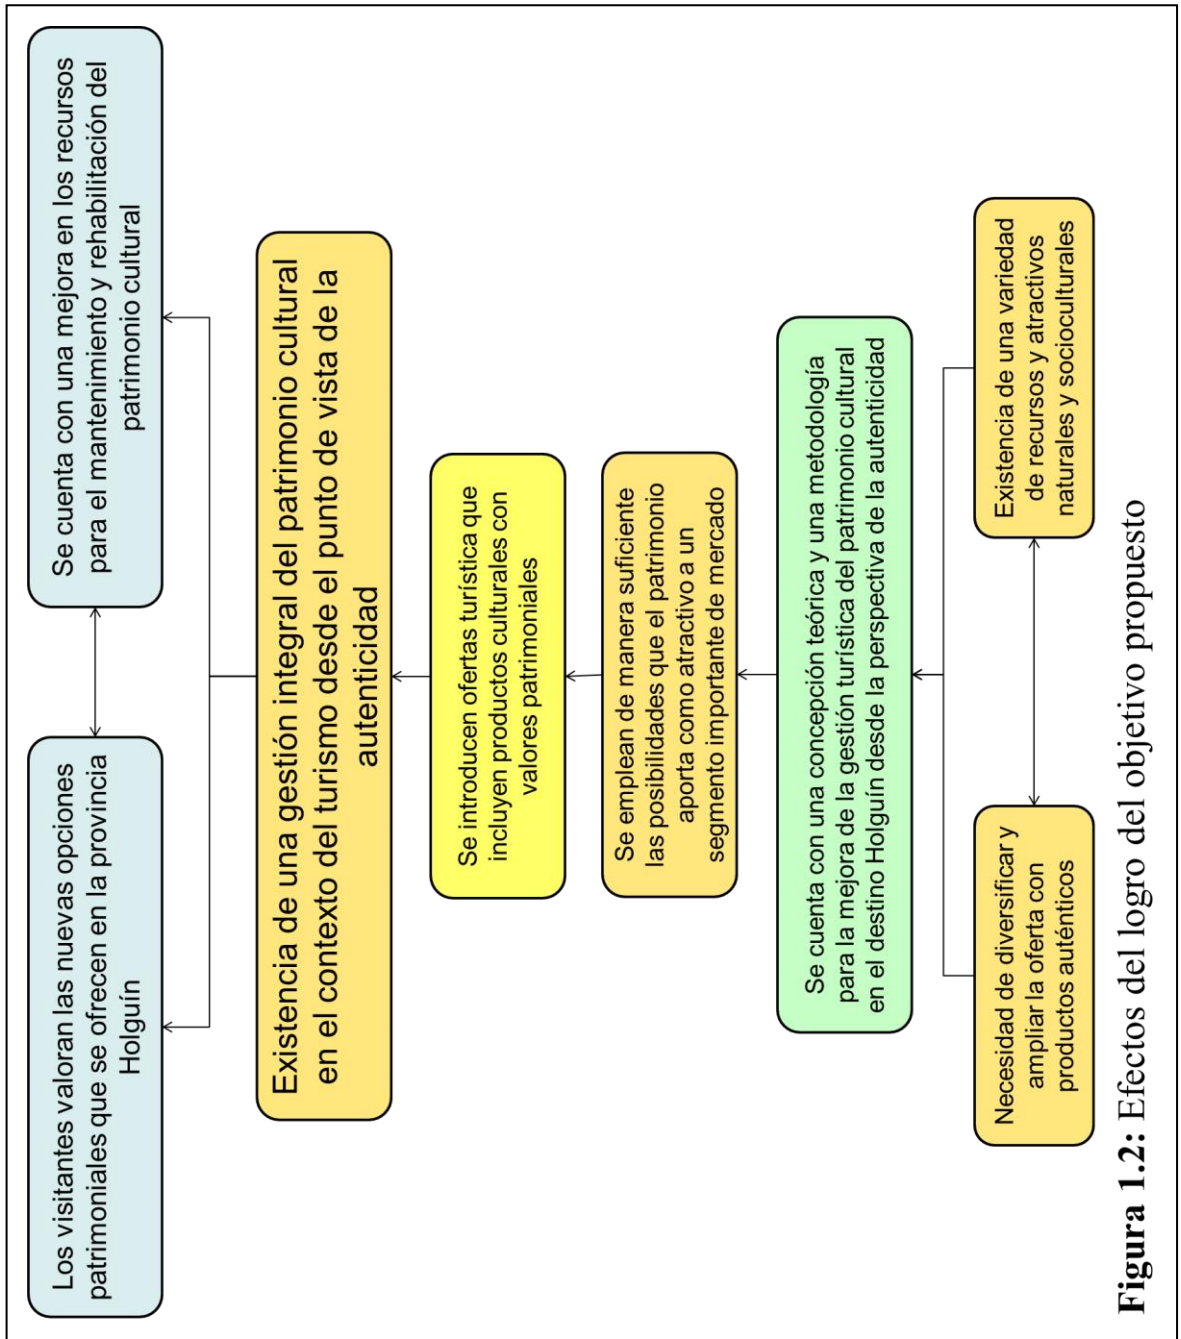 Los visitantes valoran las nuevas opciones
patrimoniales que se ofrecen en la provincia
Holguín
Se cuenta con una mejora en los recursos
para el mantenimiento y rehabilitación del
patrimonio cultural
Existencia de una gestión integral del patrimonio cultural
en el contexto del turismo desde el punto de vista de la
autenticidad
Se introducen ofertas turística que
incluyen productos culturales con
valores patrimoniales
Se emplean de manera suficiente
las posibilidades que el patrimonio
aporta como atractivo a un
segmento importante de mercado
Se cuenta con una concepción teórica y una metodología
para la mejora de la gestión turística del patrimonio cultural
en el destino Holguín desde la perspectiva de la autenticidad
Necesidad de diversificar y
ampliar la oferta con
productos auténticos
Existencia de una variedad
de recursos y atractivos
naturales y socioculturales
Figura 1.2: Efectos del logro del objetivo propuesto